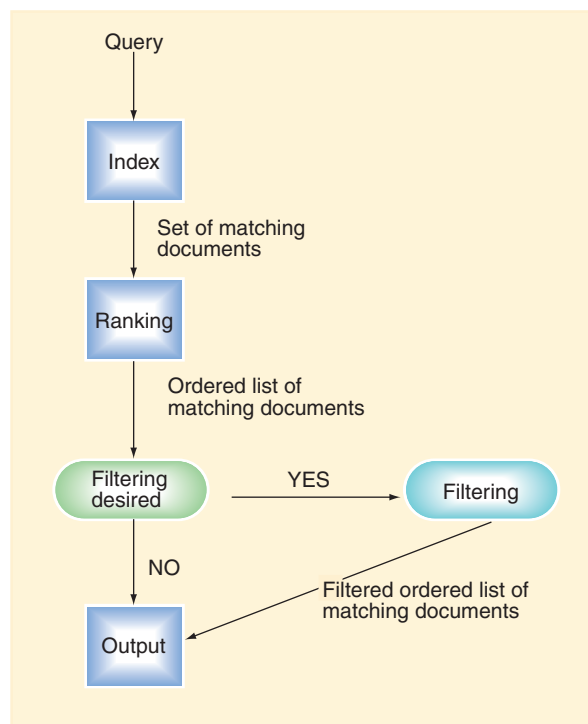 Query
Index
Set of matching
documents
Ranking
Ordered list of
matching documents
Filtering
desired
YES
Filtering
NO
Filtered ordered list of
matching documents
Output